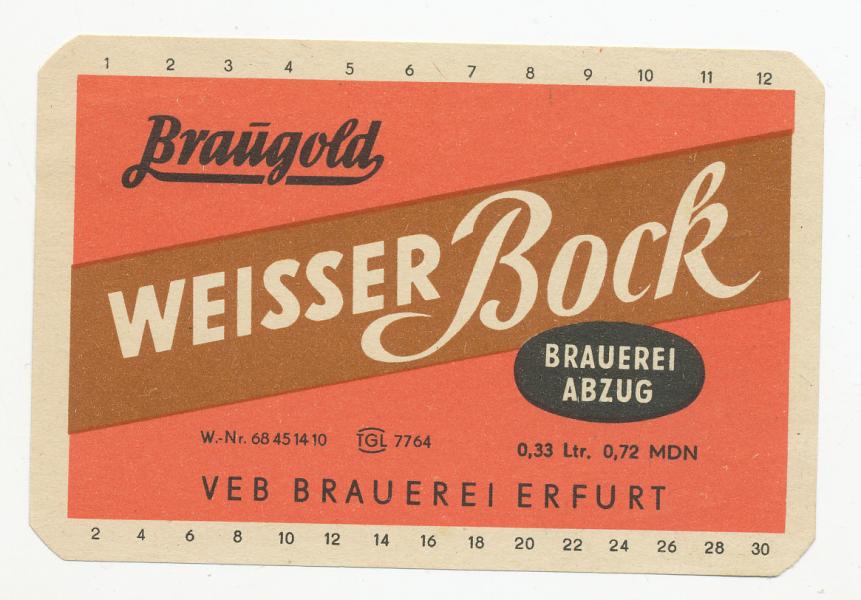 1 2 3 4 5 6 7 8 9 10 11 12
Braugold
WEISSER Bock
BRAUEREI
ABZUG
W.-Nr. 68 45 14 10 TGL 7764
0,33 Ltr. 0,72 MDN
VEB BRAUEREI ERFURT
2 4 6 8 10 12 14 16 18 20 22 24 26 28 30